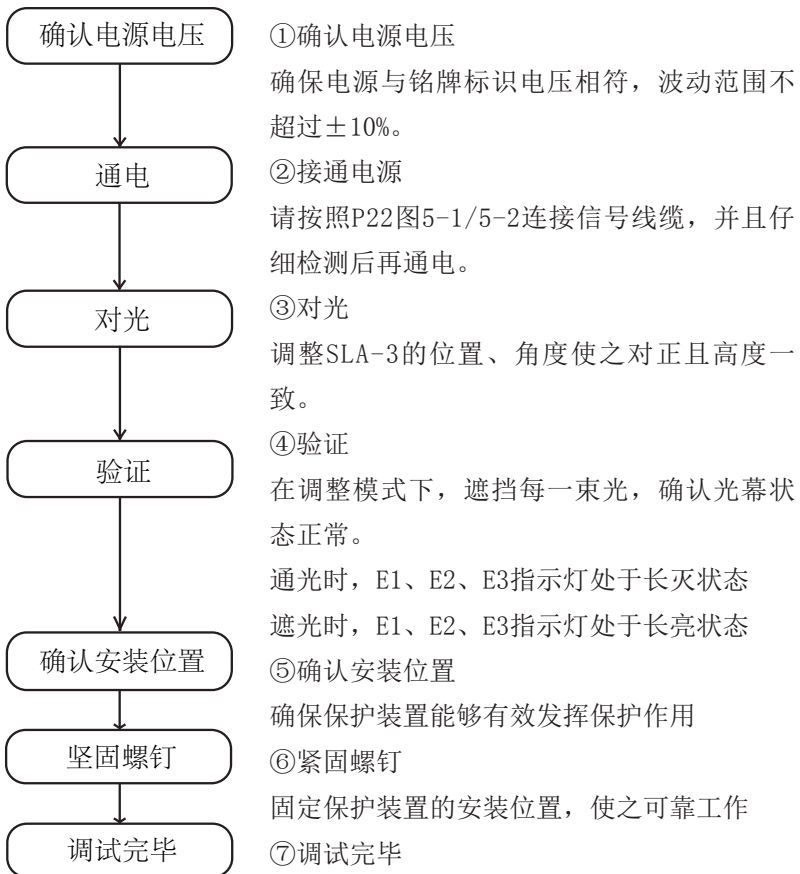 确认电源电压
通电
对光
验证
确认安装位置
坚固螺钉
调试完毕
①确认电源电压
确保电源与铭牌标识电压相符，波动范围不
超过±10%。
②接通电源
请按照P22图5-1/5-2连接信号线缆，并且仔
细检测后再通电。
③对光
调整SLA-3的位置、角度使之对正且高度一
致。
④验证
在调整模式下，遮挡每一束光，确认光幕状
态正常。
通光时，E1、E2、E3指示灯处于长灭状态
遮光时，E1、E2、E3指示灯处于长亮状态
⑤确认安装位置
确保保护装置能够有效发挥保护作用
⑥紧固螺钉
固定保护装置的安装位置，使之可靠工作
⑦调试完毕